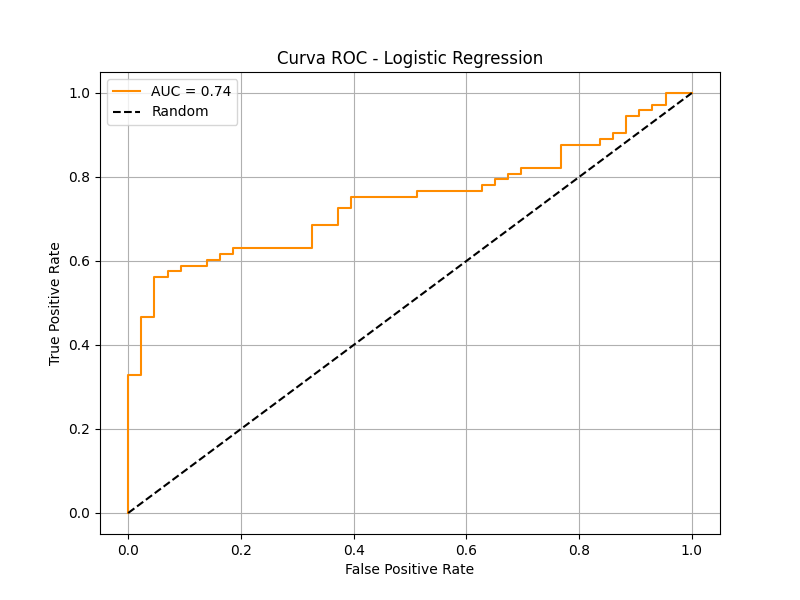 Curva ROC - Logistic Regression
AUC = 0.74
Random
True Positive Rate
1.0
0.8
0.6
0.4
0.2
0.0
0.0 0.2 0.4 0.6 0.8 1.0
False Positive Rate